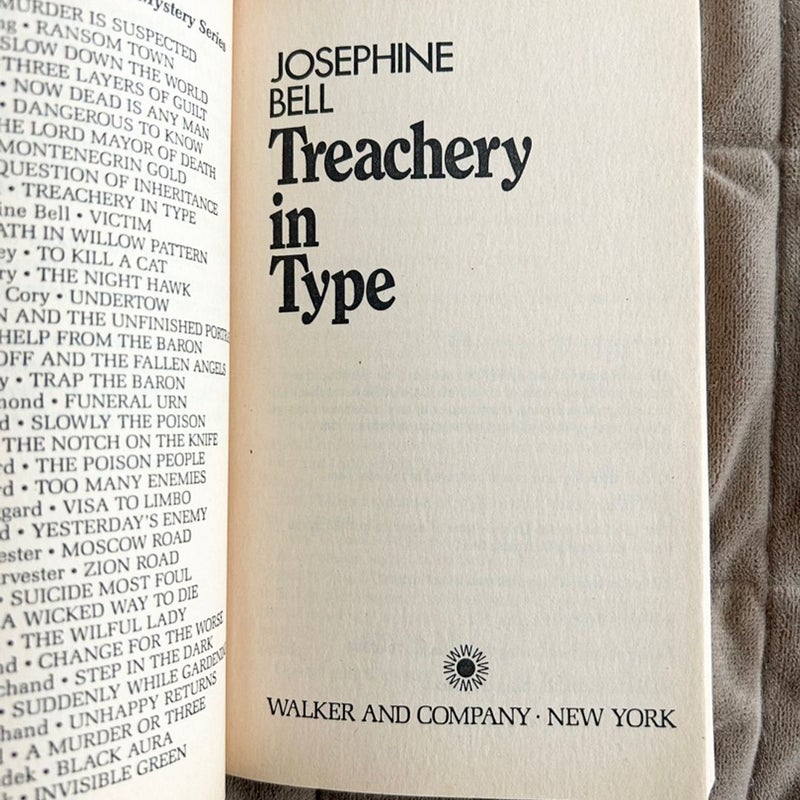 Mystery Series
MURDER IS SUSPECTED
• RANSOM TOWN
SLOW DOWN THE WORLD
THREE LAYERS OF GUILT
• NOW DEAD IS ANY MAN
• DANGEROUS TO KNOW
THE LORD MAYOR OF DEATH
MONTENEGRIN GOLD
QUESTION OF INHERITANCE
• TREACHERY IN TYPE
Bell • VICTIM
IN WILLOW PATTERN
• TO KILL A CAT
• THE NIGHT HAWK
Cory • UNDERTOW
AND THE UNFINISHED
HELP FROM THE BARON
AND THE FALLEN ANGELS
• TRAP THE BARON
• FUNERAL URN
• SLOWLY THE POISON
THE NOTCH ON THE KNIFE
• THE POISON PEOPLE
• TOO MANY ENEMIES
• VISA TO LIMBO
• YESTERDAY'S ENEMY
• MOSCOW ROAD
• ZION ROAD
• SUICIDE MOST FOUL
A WICKED WAY TO DIE
• THE WILFUL LADY
• CHANGE FOR THE WORSE
• STEP IN THE DARK
• SUDDENLY WHILE GARDENING
• UNHAPPY RETURNS
• A MURDER OR THREE
• BLACK AURA
• INVISIBLE GREEN
JOSEPHINE
BELL
Treachery
in
Type
WALKER AND COMPANY · NEW YORK